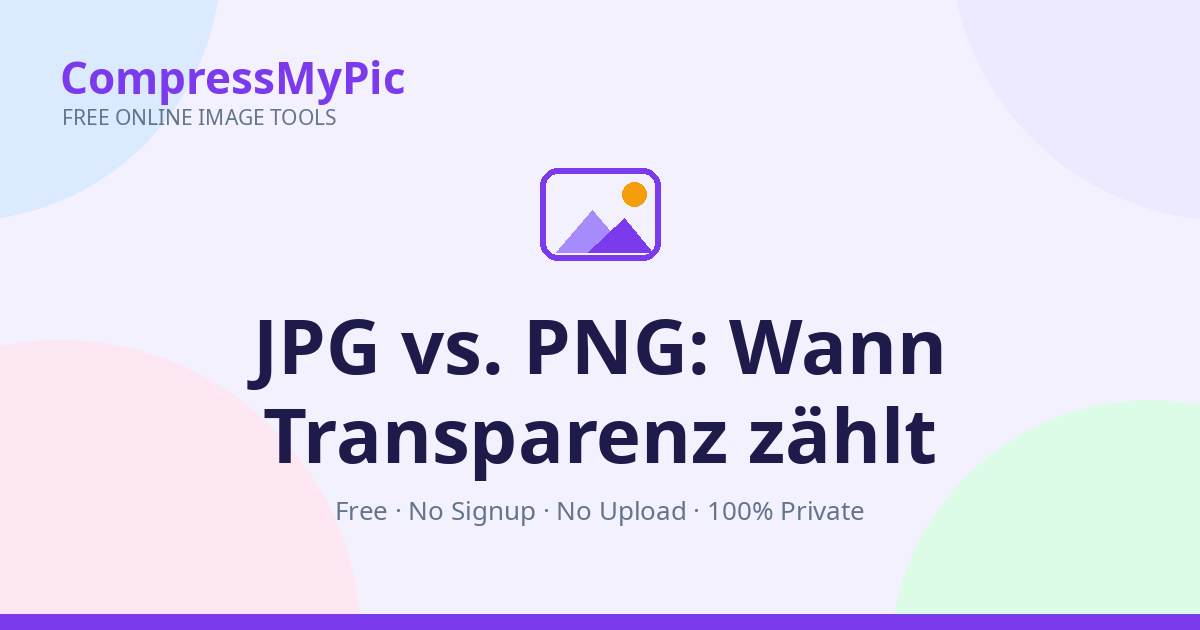 CompressMyPic
FREE ONLINE IMAGE TOOLS
JPG vs. PNG: Wann
Transparenz zählt
Free · No Signup · No Upload · 100% Private